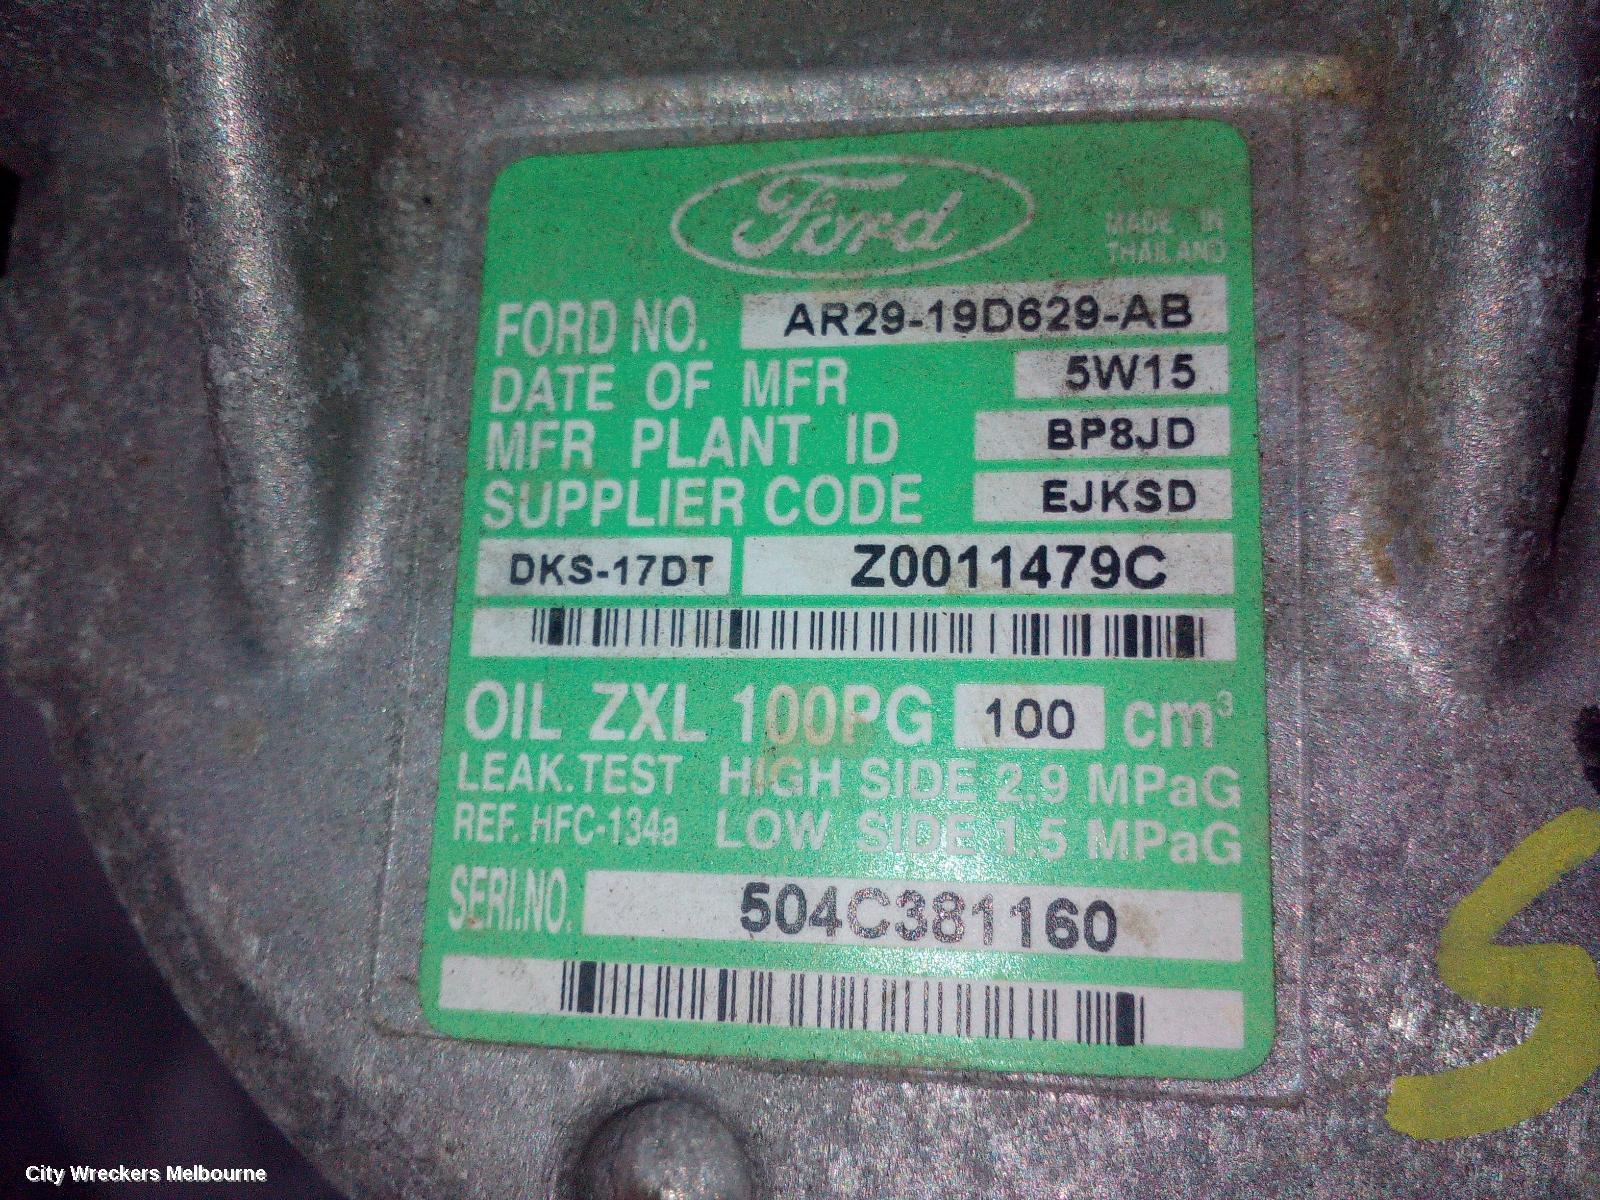 Ford
MADE IN
THAILAND
FORD NO. AR29-19D629-AB
DATE OF MFR 5W15
MFR PLANT ID BP8JD
SUPPLIER CODE EJKSD
DKS-17DT Z0011479C
OIL ZXL 100PG 100 cm³
LEAK.TEST HIGH SIDE 2.9 MPaG
REF. HFC-134a LOW SIDE 1.5 MPaG
SERI.NO. 504C381160
S
City Wreckers Melbourne